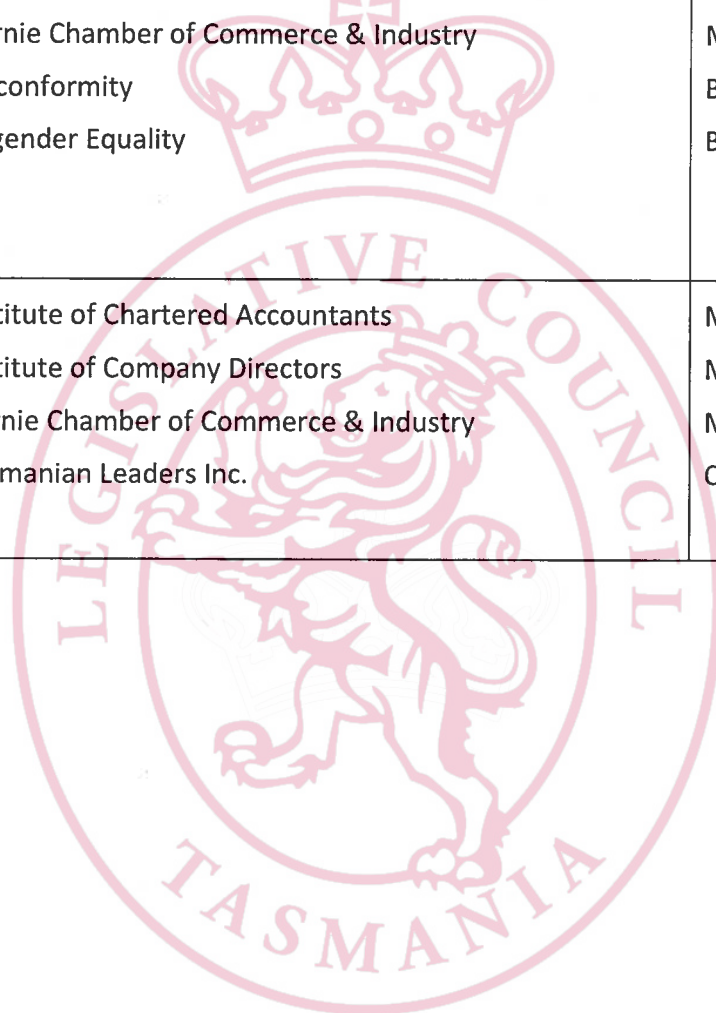 rnie Chamber of Commerce & Industry N
conformity B
gender Equality B
titute of Chartered Accountants N
titute of Company Directors N
rnie Chamber of Commerce & Industry N
manian Leaders Inc. C
LEGISLATIVE COUNCIL
TASMANIA